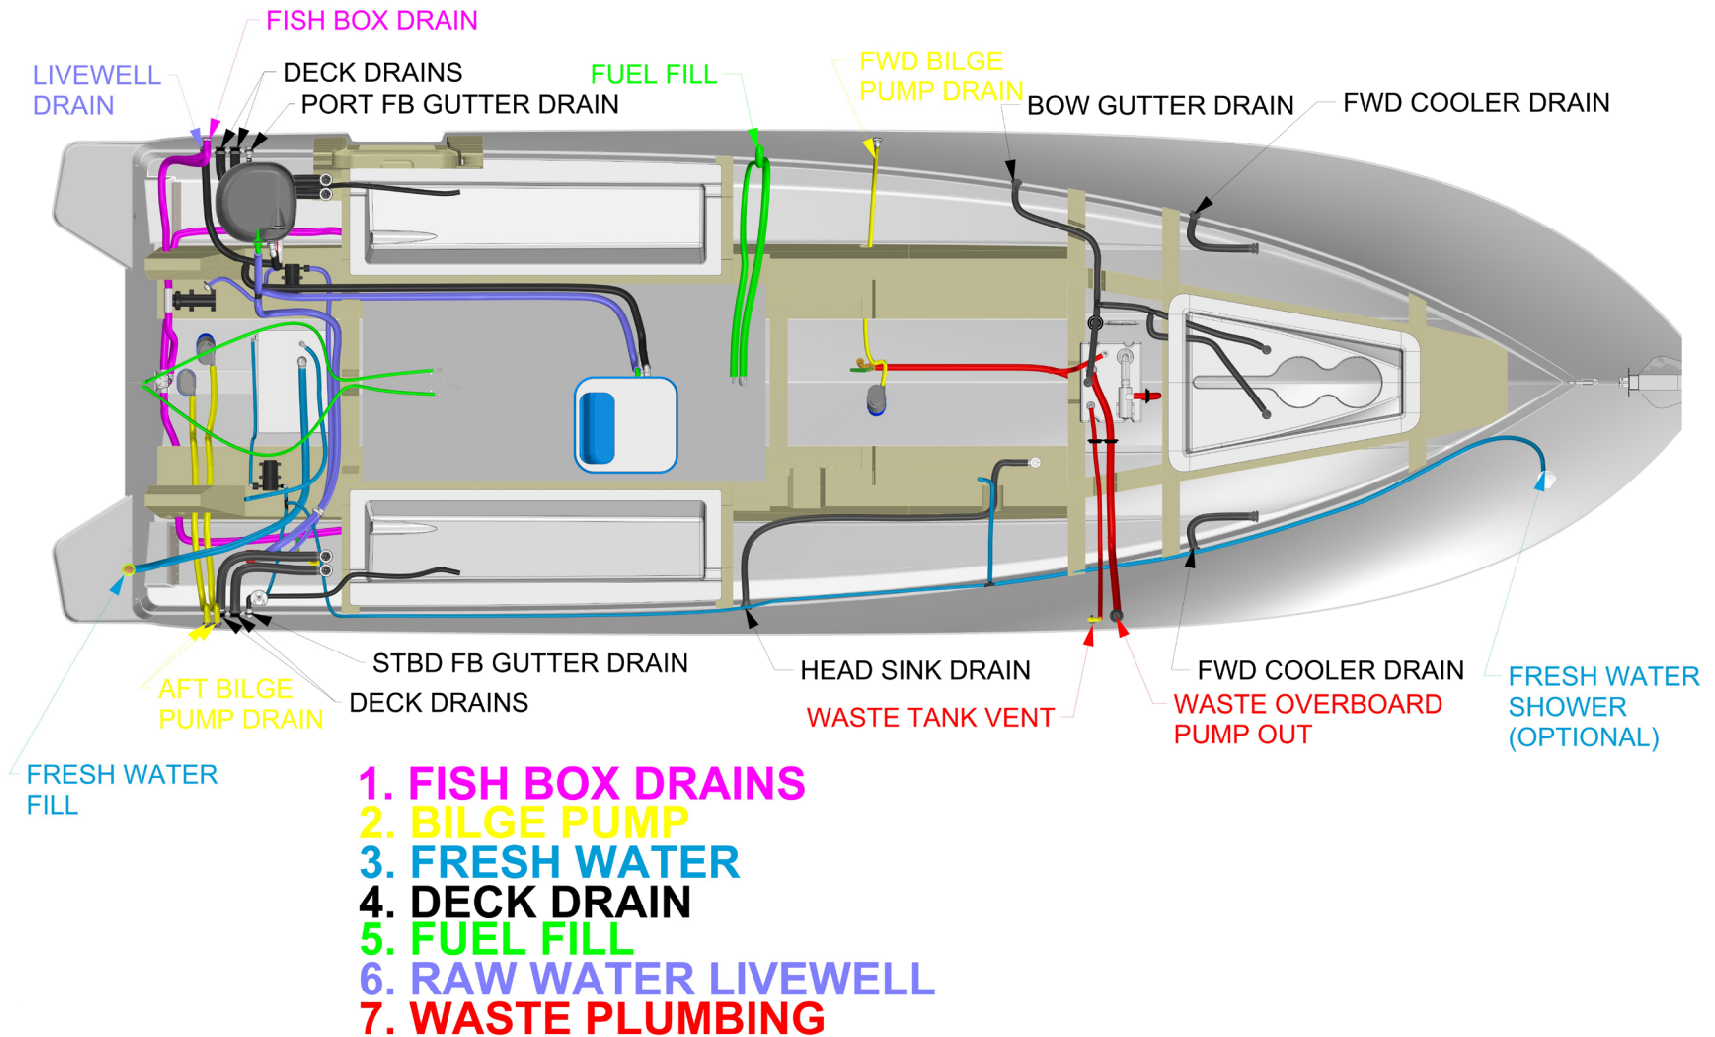 FISH BOX DRAIN
LIVEWELL
DRAIN
DECK DRAINS
PORT FB GUTTER DRAIN
FUEL FILL
FWD BILGE
PUMP DRAIN
BOW GUTTER DRAIN
FWD COOLER DRAIN
STBD FB GUTTER DRAIN
DECK DRAINS
AFT BILGE
PUMP DRAIN
FRESH WATER
FILL
HEAD SINK DRAIN
WASTE TANK VENT
FWD COOLER DRAIN
WASTE OVERBOARD
PUMP OUT
FRESH WATER
SHOWER
(OPTIONAL)
1. FISH BOX DRAINS
2. BILGE PUMP
3. FRESH WATER
4. DECK DRAIN
5. FUEL FILL
6. RAW WATER LIVEWELL
7. WASTE PLUMBING